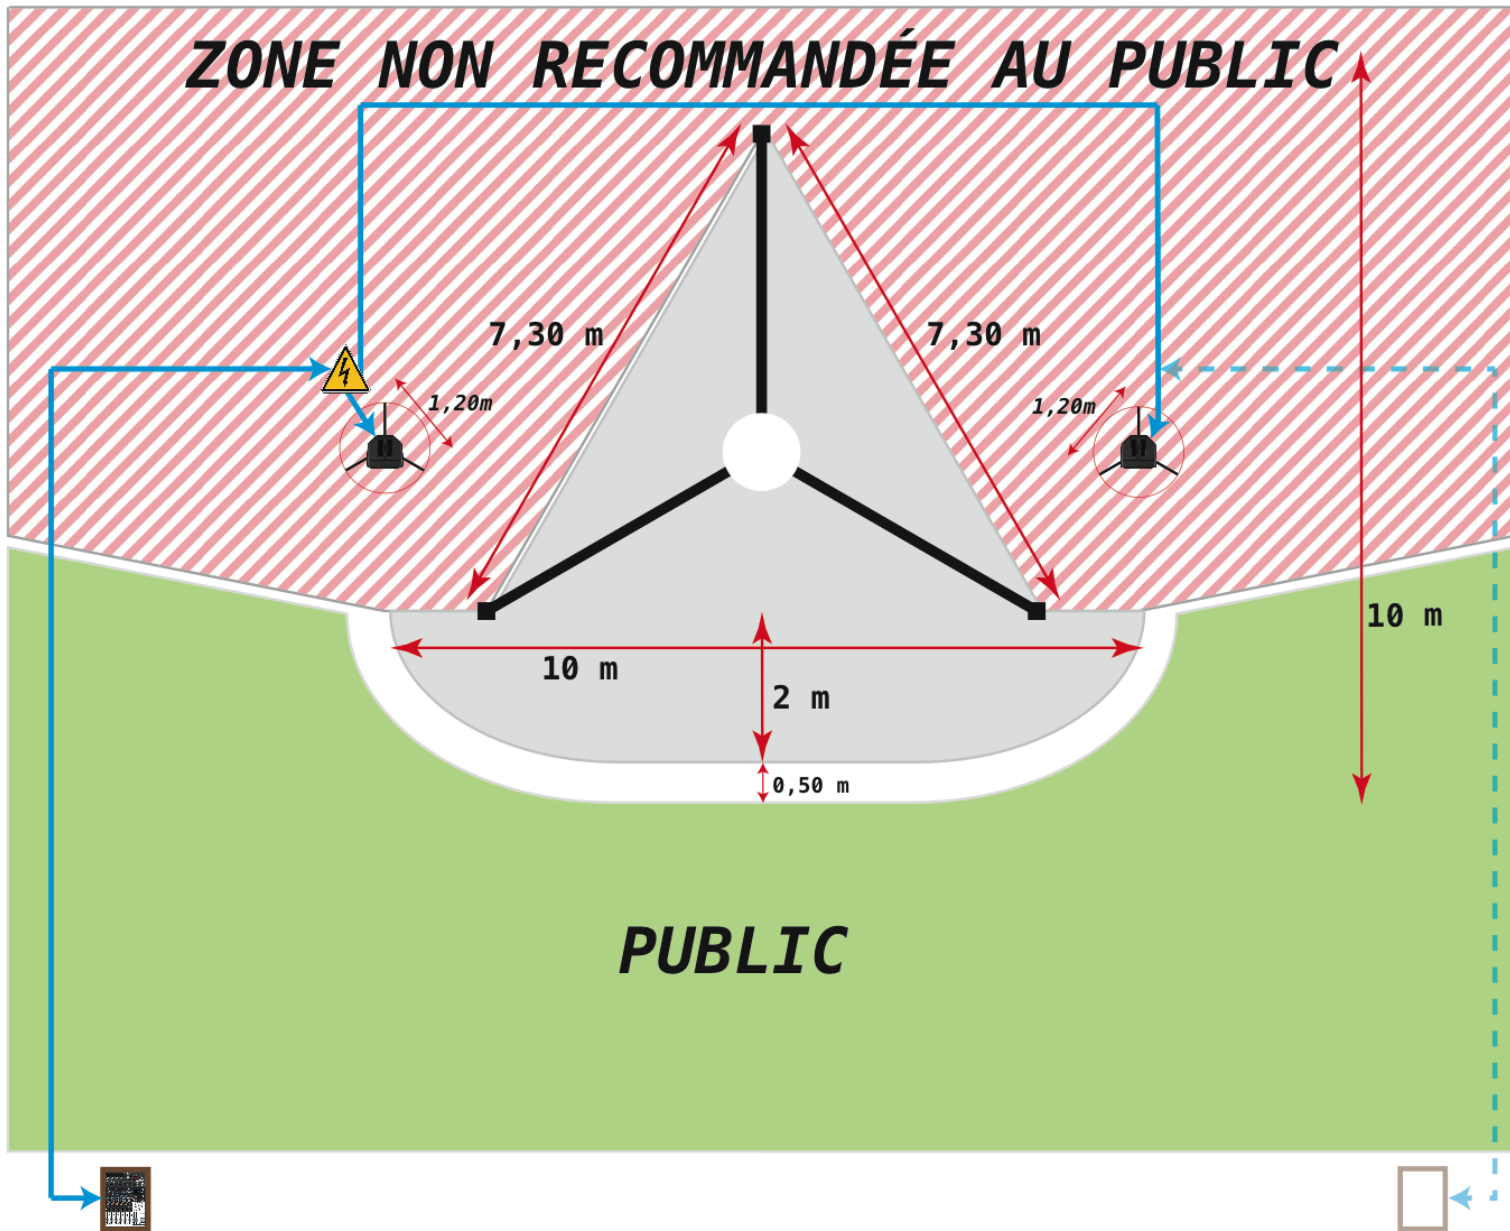 ZONE NON RECOMMANDÉE AU PUBLIC
7,30 m
7,30 m
1,20m
1,20m
10 m
10 m
2 m
0,50 m
PUBLIC